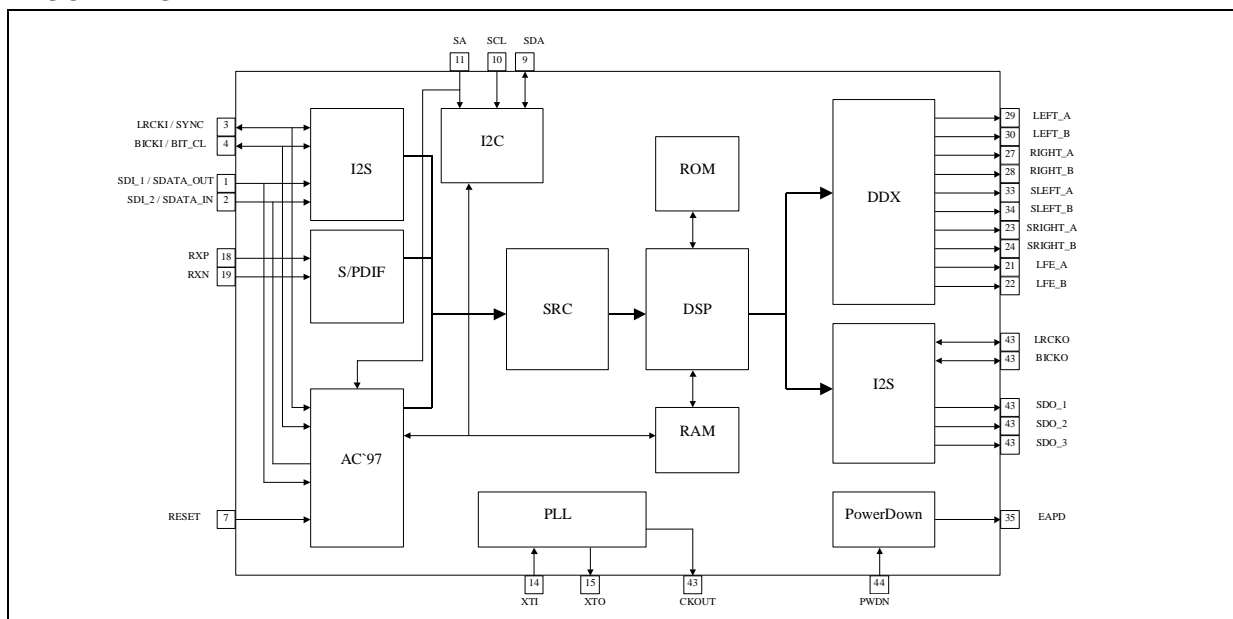 SA SCL SDA
11 10 9
LRCKI / SYNC 3
BICKI / BIT_CL 4
SDI_1 / SDATA_OUT 1
SDI_2 / SDATA_IN 2
RXP 18
RXN 19
RESET 7
I2S
S/PDIF
AC`97
I2C
SRC
ROM
DSP
RAM
PLL
DDX
I2S
PowerDown
29 LEFT_A
30 LEFT_B
27 RIGHT_A
28 RIGHT_B
33 SLEFT_A
34 SLEFT_B
23 SRIGHT_A
24 SRIGHT_B
21 LFE_A
22 LFE_B
43 LRCKO
43 BICKO
43 SDO_1
43 SDO_2
43 SDO_3
35 EAPD
14 15 43 44
XTI XTO CKOUT PWDN